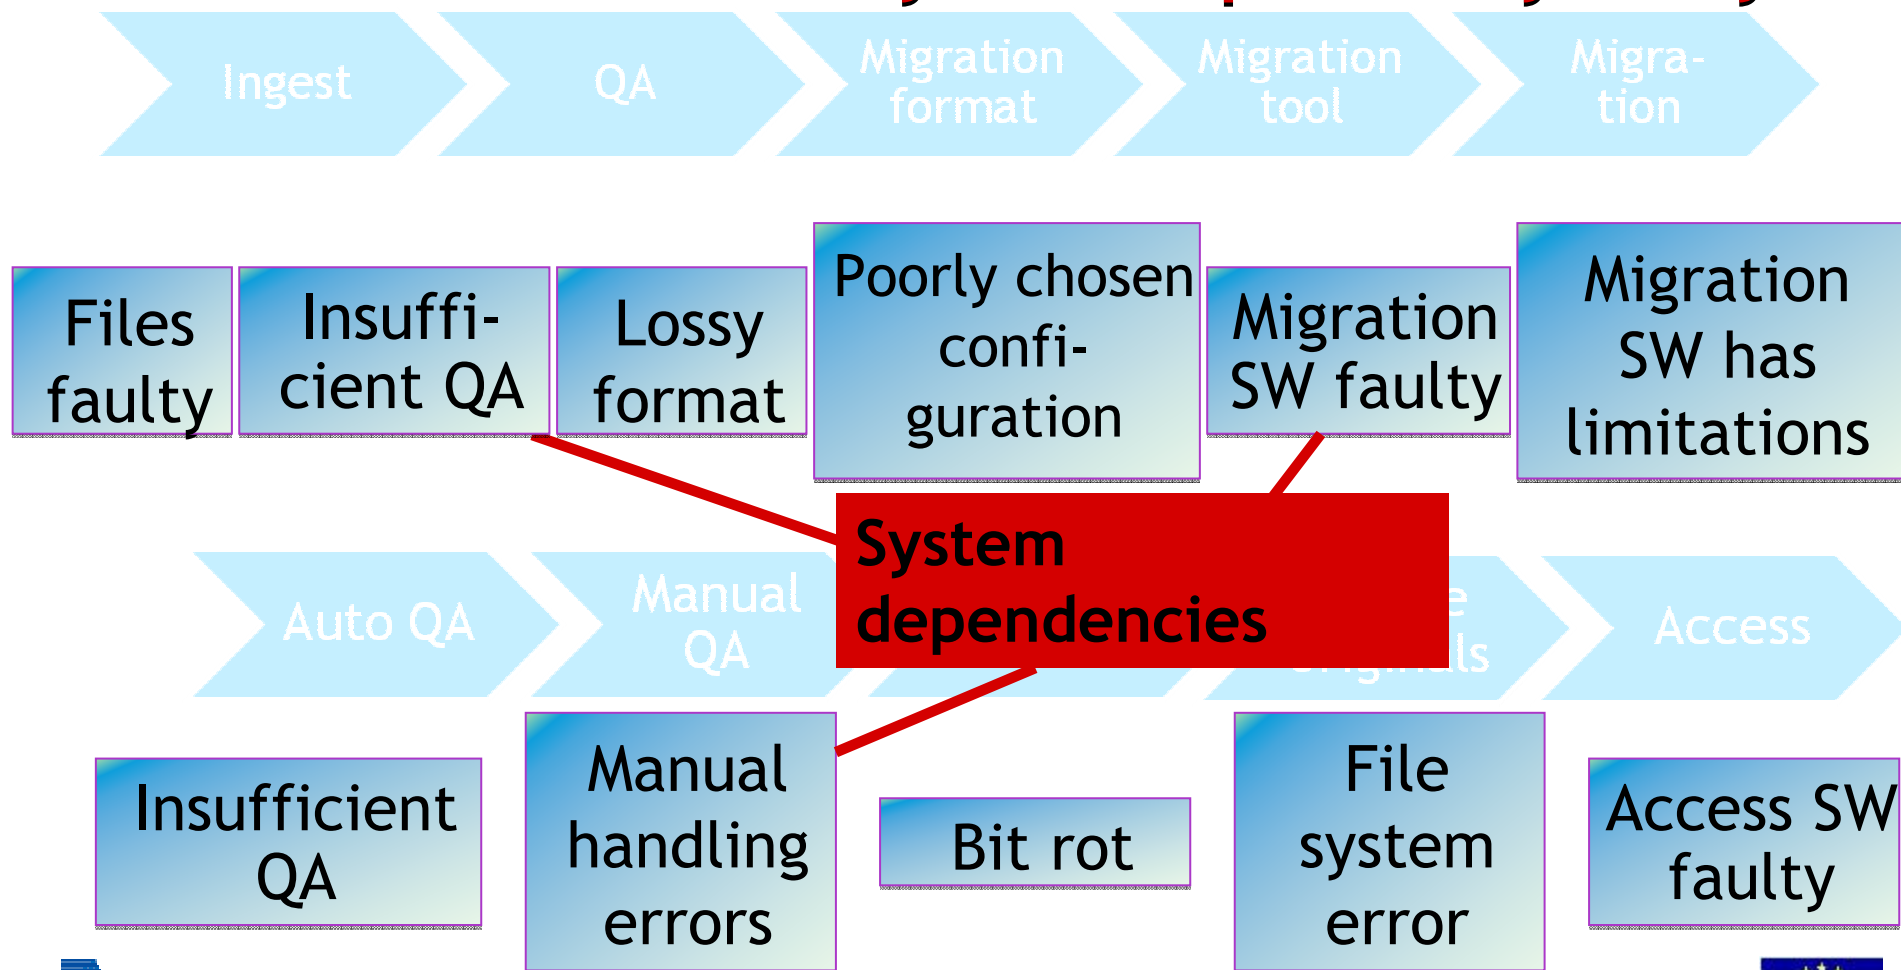 Ingest
QA
Migration
format
Migration
tool
Migra-
tion
Files
faulty
Insuffi-
cient QA
Lossy
format
Poorly chosen
confi-
guration
Migration
SW faulty
Migration
SW has
limitations
System
dependencies
Auto QA
Manual
QA
Access
Insufficient
QA
Manual
handling
errors
Bit rot
File
system
error
Access SW
faulty